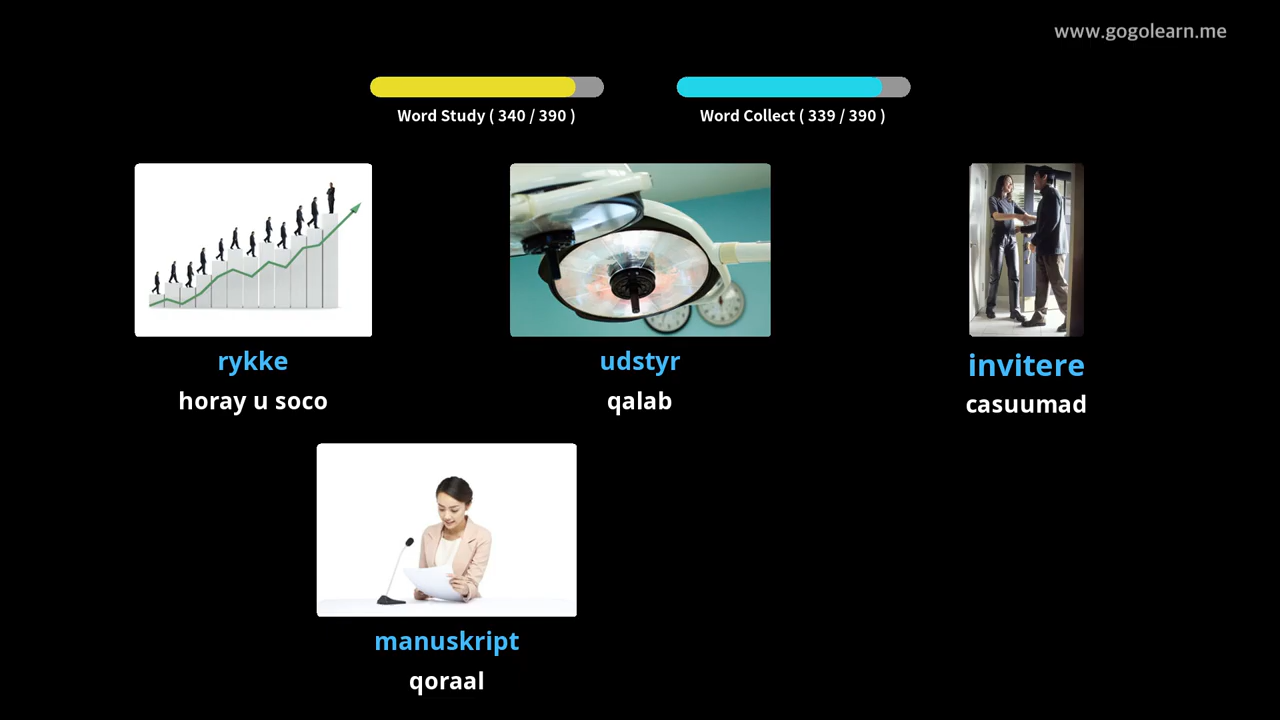 www.gogolearn.me
Word Study ( 340 / 390 )
Word Collect ( 339 / 390 )
rykke
horay u soco
udstyr
qalab
invitere
casuumad
manuskript
qoraal